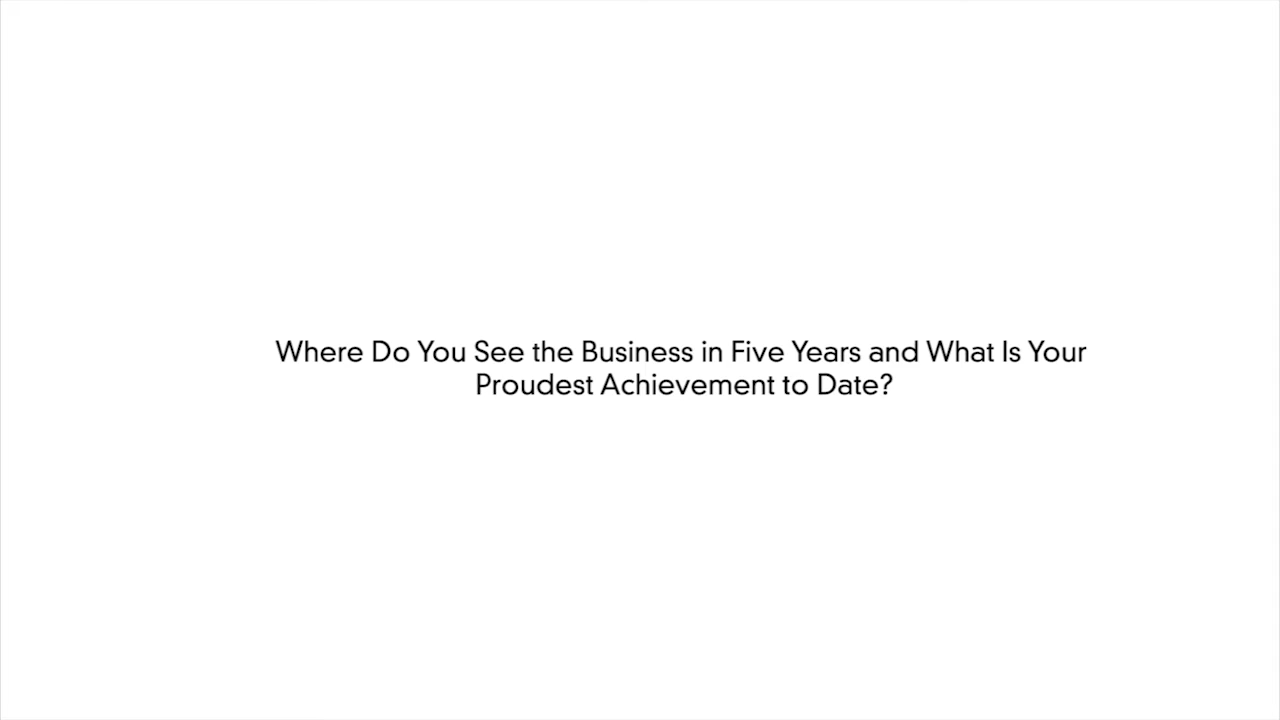 Where Do You See the Business in Five Years and What Is Your
Proudest Achievement to Date?